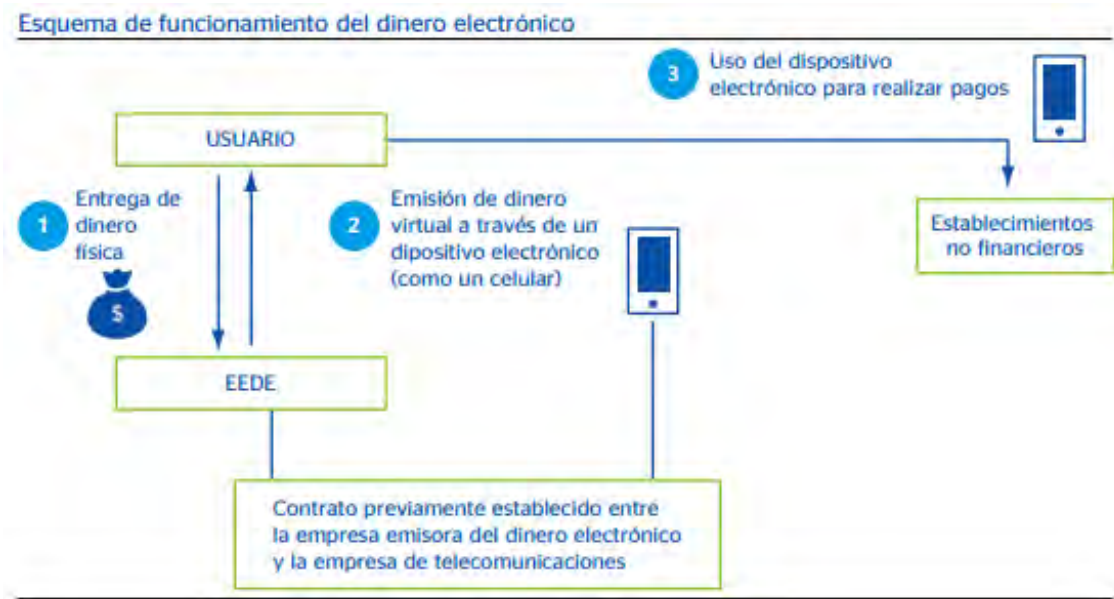 Esquema de funcionamiento del dinero electrónico
3
Uso del dispositivo
electrónico para realizar pagos
USUARIO
1
Entrega de
dinero
física
$
2
Emisión de dinero
virtual a través de un
dipositivo electrónico
(como un celular)
Establecimientos
no financieros
EEDE
Contrato previamente establecido entre
la empresa emisora del dinero electrónico
y la empresa de telecomunicaciones